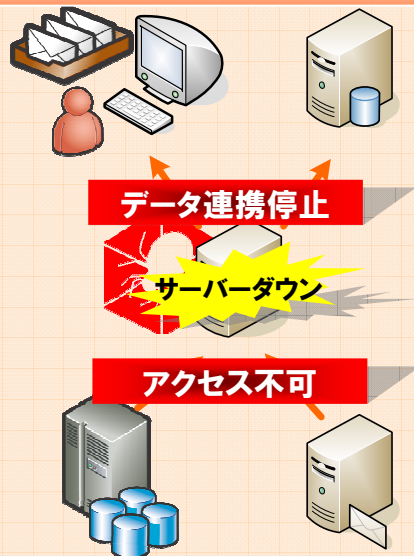 データ連携停止
サーバーダウン
アクセス不可